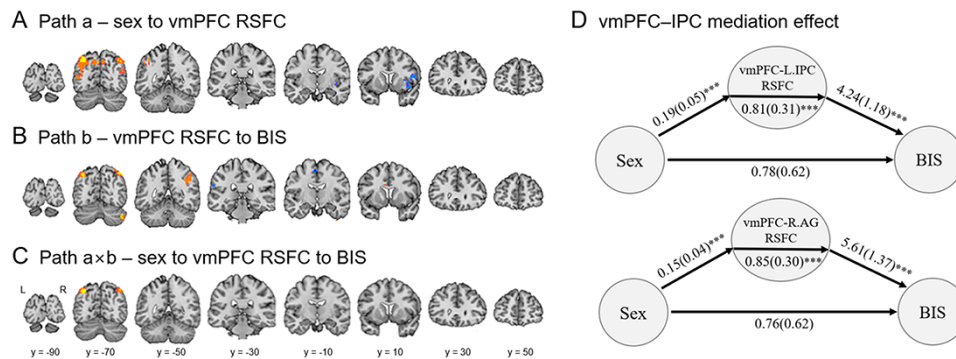 A Path a – sex to vmPFC RSFC
B Path b – vmPFC RSFC to BIS
C Path a×b – sex to vmPFC RSFC to BIS
L R
y = -90 y = -70 y = -50 y = -30 y = -10 y = 10 y = 30 y = 50
D vmPFC–IPC mediation effect
vmPFC-L.IPC
RSFC
0.19(0.05)***
0.81(0.31)***
4.24(1.18)***
Sex
BIS
0.78(0.62)
vmPFC-R.AG
RSFC
0.15(0.04)***
0.85(0.30)***
5.61(1.37)***
Sex
BIS
0.76(0.62)